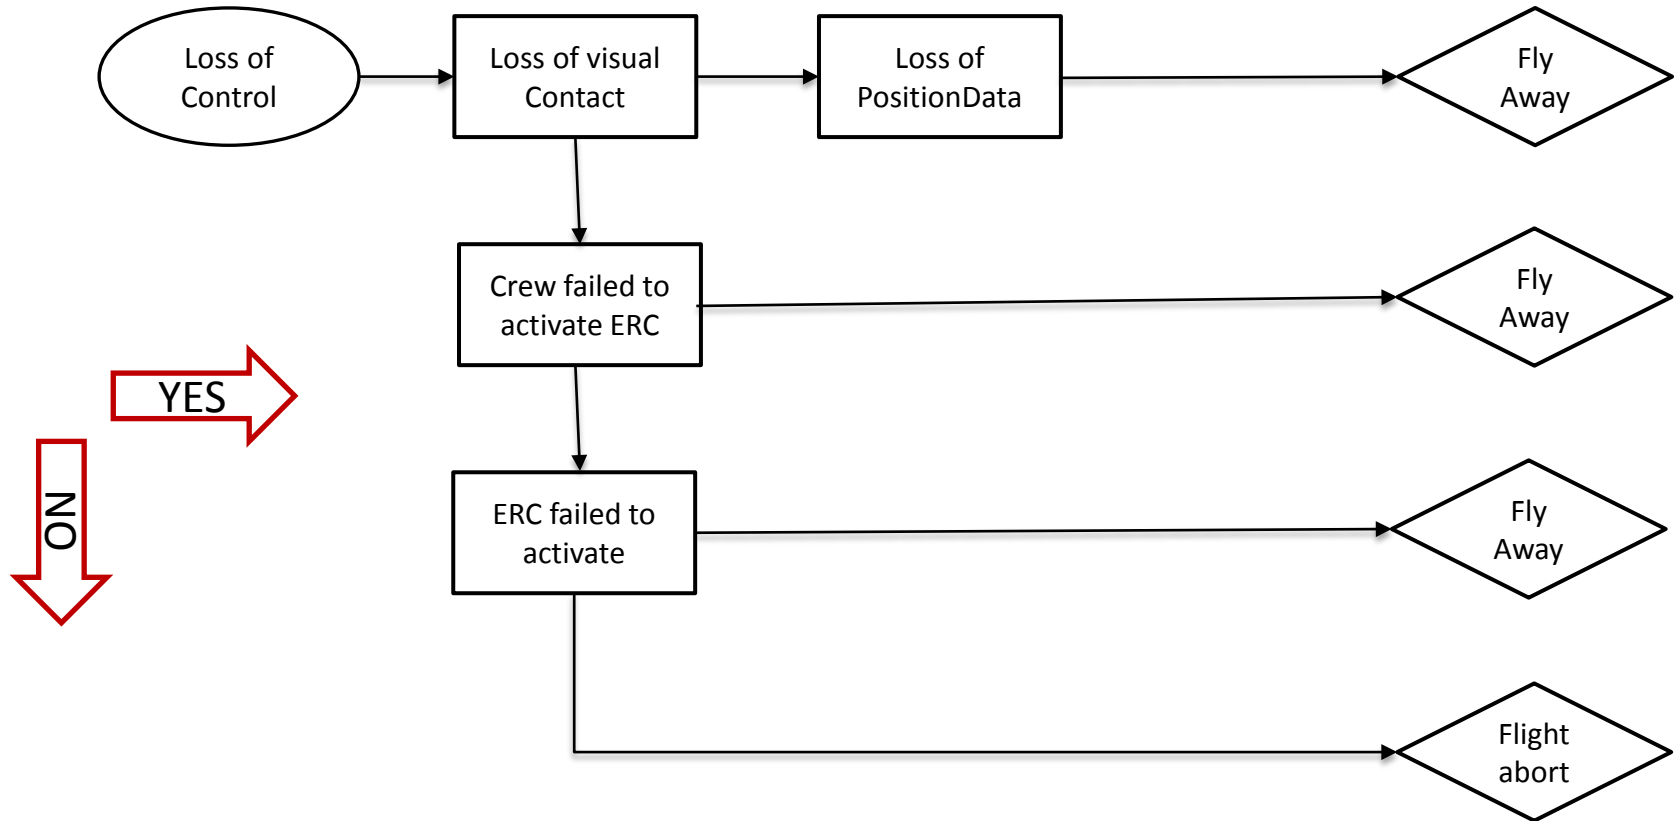 Loss of
Control
Loss of visual
Contact
Loss of
PositionData
Fly
Away
Crew failed to
activate ERC
Fly
Away
YES
NO
ERC failed to
activate
Fly
Away
Flight
abort